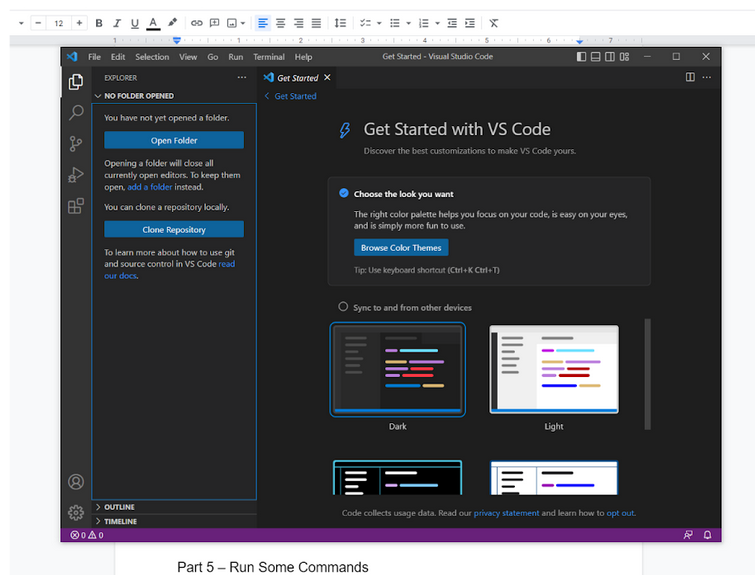 12
B I U A
1 1 2 3 4 5 6 7
File Edit Selection View Go Run Terminal Help
Get Started - Visual Studio Code
EXPLORER
NO FOLDER OPENED
You have not yet opened a folder.
Open Folder
Opening a folder will close all
currently open editors. To keep them
open, add a folder instead.
You can clone a repository locally.
Clone Repository
To learn more about how to use git
and source control in VS Code read
our docs.
OUTLINE
TIMELINE
Get Started
Get Started
Get Started with VS Code
Discover the best customizations to make VS Code yours.
Choose the look you want
The right color palette helps you focus on your code, is easy on your eyes,
and is simply more fun to use.
Browse Color Themes
Tip: Use keyboard shortcut (Ctrl+K Ctrl+T)
Sync to and from other devices
Dark
Light
Code collects usage data. Read our privacy statement and learn how to opt out.
0 0
Part 5 – Run Some Commands